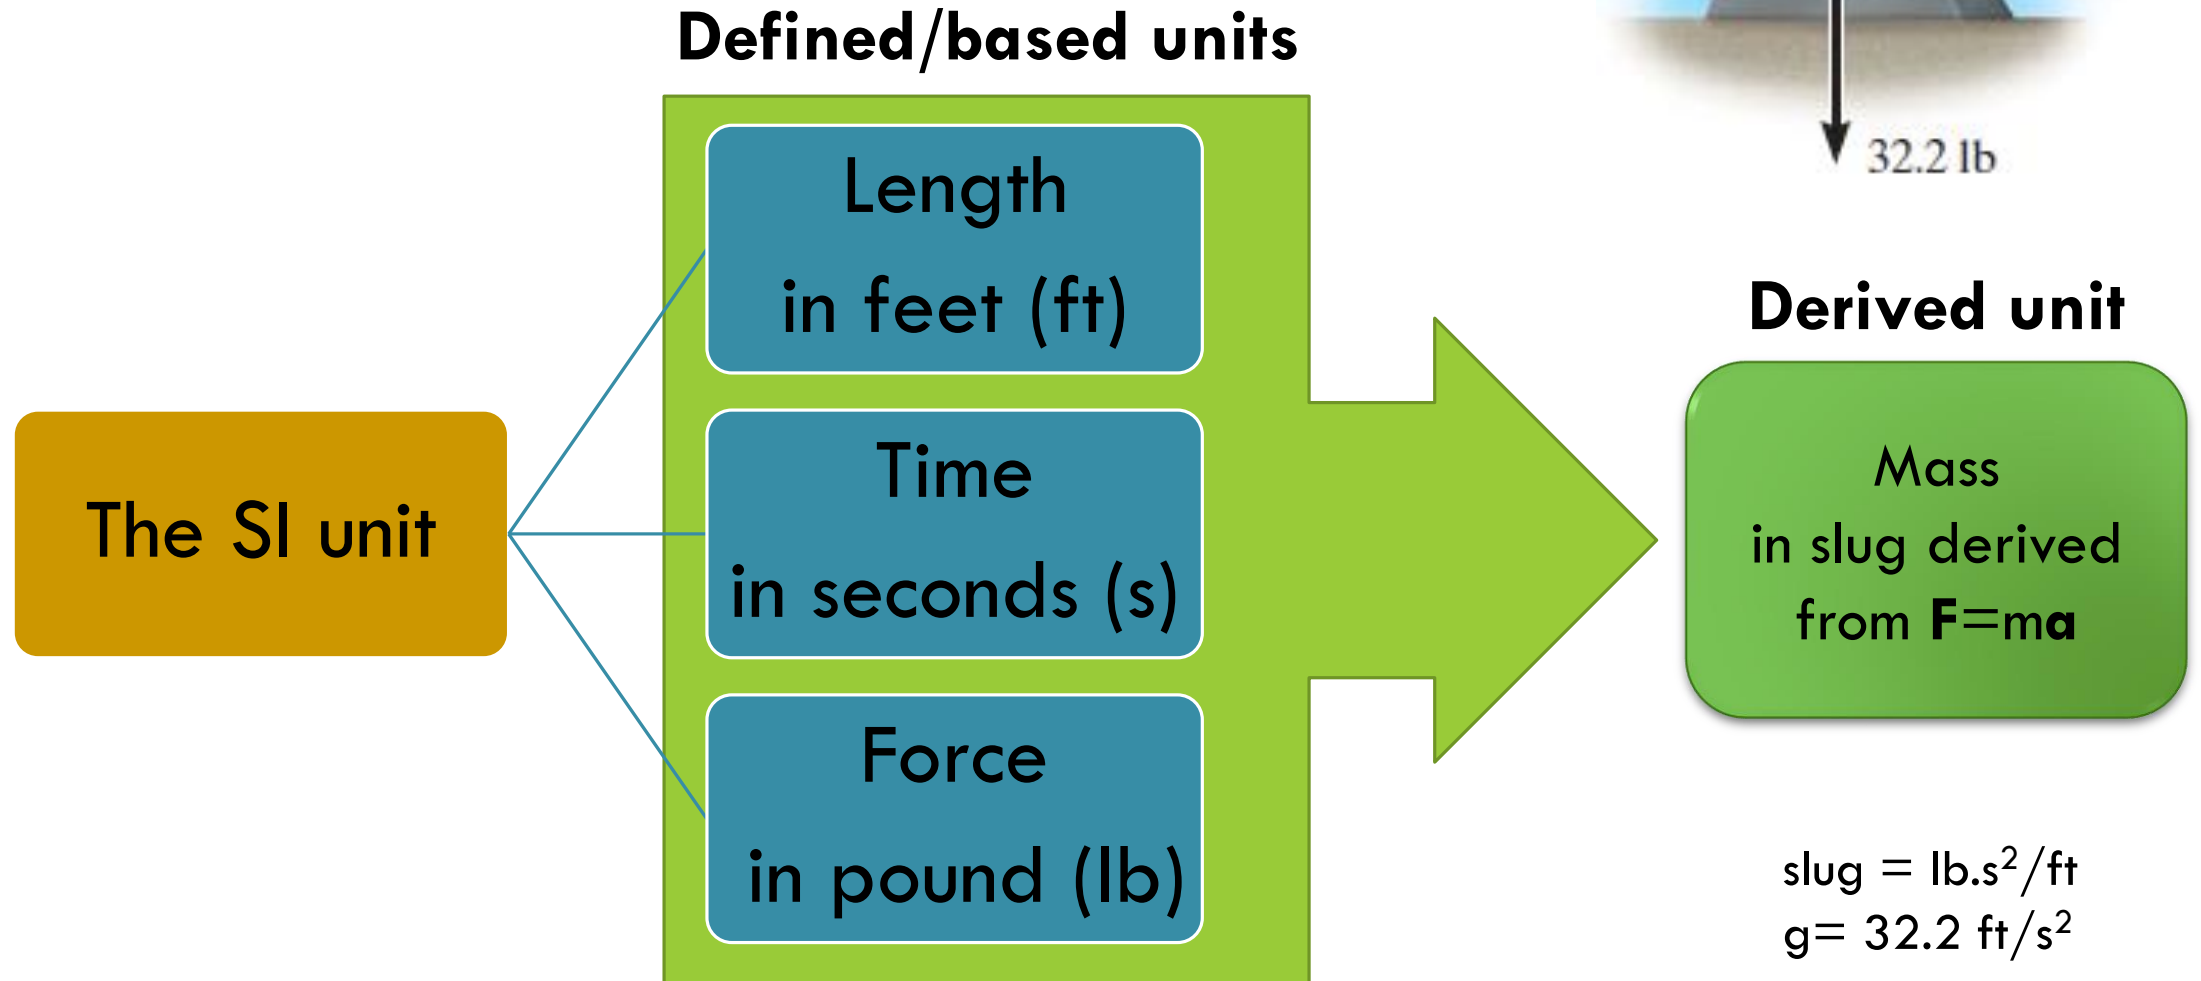 Defined/based units
32.2 lb
The SI unit
Length
in feet (ft)
Time
in seconds (s)
Force
in pound (lb)
Derived unit
Mass
in slug derived
from F=ma
slug = lb.s²/ft
g= 32.2 ft/s²